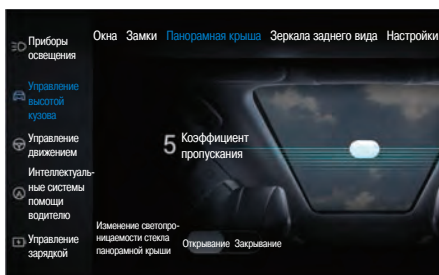 Окна Замки Панорамная крыша Зеркала заднего вида Настройки
Приборы
освещения
Управление
высотой
кузова
Управление
движением
Интеллектуаль-
ные системы
помощи
водителю
Управление
зарядкой
5 Коэффициент
пропускания
Изменение светопро-
ницаемости стекла
панорамной крыши
Открывание Закрывание